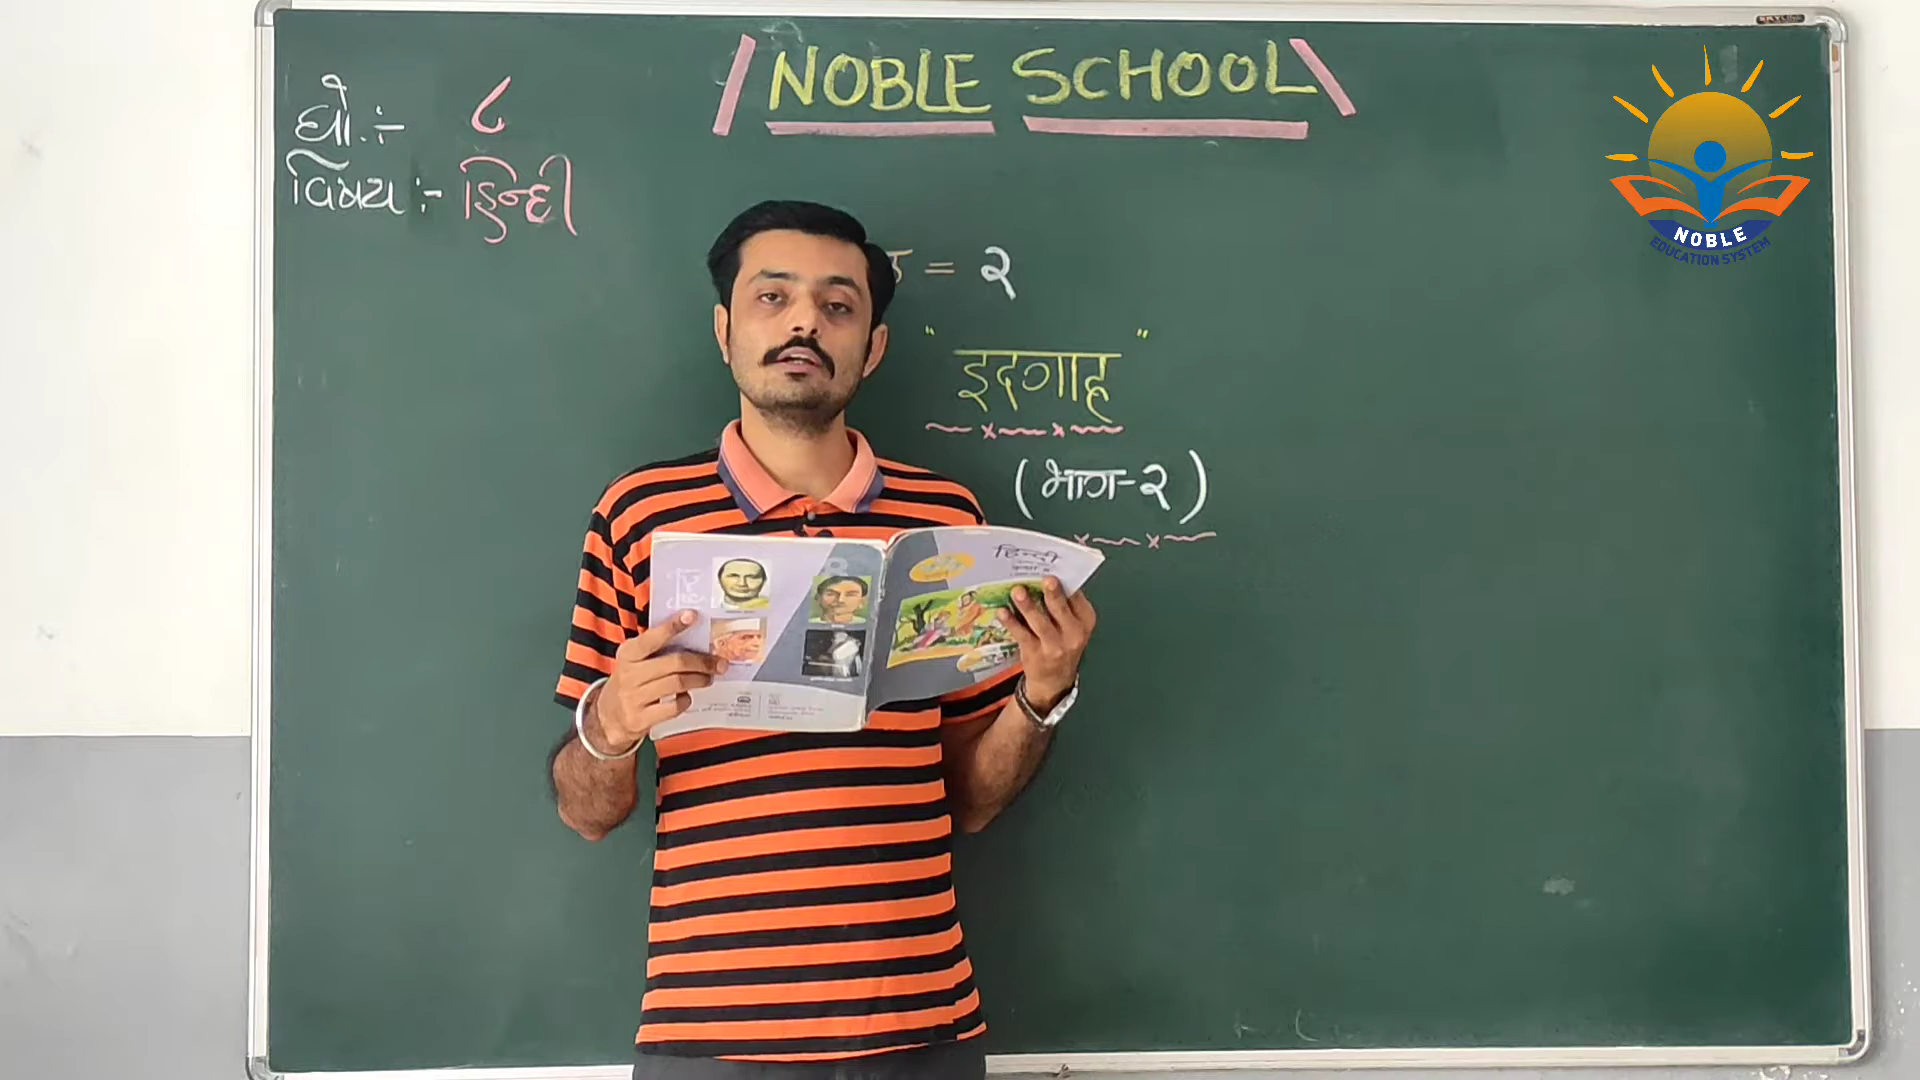 NOBLE SCHOOL
ધો. :- ૮
વિષય :- હિન્દી
= २
"इदगाह"
(भाग-२)
हिन्दी
NOBLE
EDUCATION SYSTEM